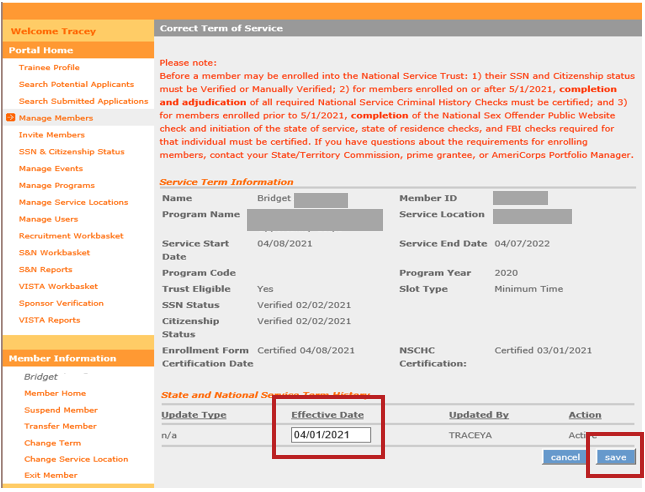 Welcome Tracey
Portal Home
Trainee Profile
Search Potential Applicants
Search Submitted Applications
Manage Members
Invite Members
SSN & Citizenship Status
Manage Events
Manage Programs
Manage Service Locations
Manage Users
Recruitment Workbasket
S&N Workbasket
S&N Reports
VISTA Workbasket
Sponsor Verification
VISTA Reports
Member Information
Bridget
Member Home
Suspend Member
Transfer Member
Change Term
Change Service Location
Exit Member
Correct Term of Service
Please note:
Before a member may be enrolled into the National Service Trust: 1) their SSN and Citizenship status
must be Verified or Manually Verified; 2) for members enrolled on or after 5/1/2021, completion
and adjudication of all required National Service Criminal History Checks must be certified; and 3)
for members enrolled prior to 5/1/2021, completion of the National Sex Offender Public Website
check and initiation of the state of service, state of residence checks, and FBI checks required for
that individual must be certified. If you have questions about the requirements for enrolling
members, contact your State/Territory Commission, prime grantee, or AmeriCorps Portfolio Manager.
Service Term Information
Name Bridget Member ID
Program Name Service Location
Service Start Date 04/08/2021 Service End Date 04/07/2022
Program Code Program Year 2020
Trust Eligible Yes Slot Type Minimum Time
SSN Status Verified 02/02/2021
Citizenship Status Verified 02/02/2021
Enrollment Form Certification Date Certified 04/08/2021 NSCHC Certification: Certified 03/01/2021
State and National Service Term History
Update Type Effective Date Updated By Action
n/a 04/01/2021 TRACEYA Active
cancel save